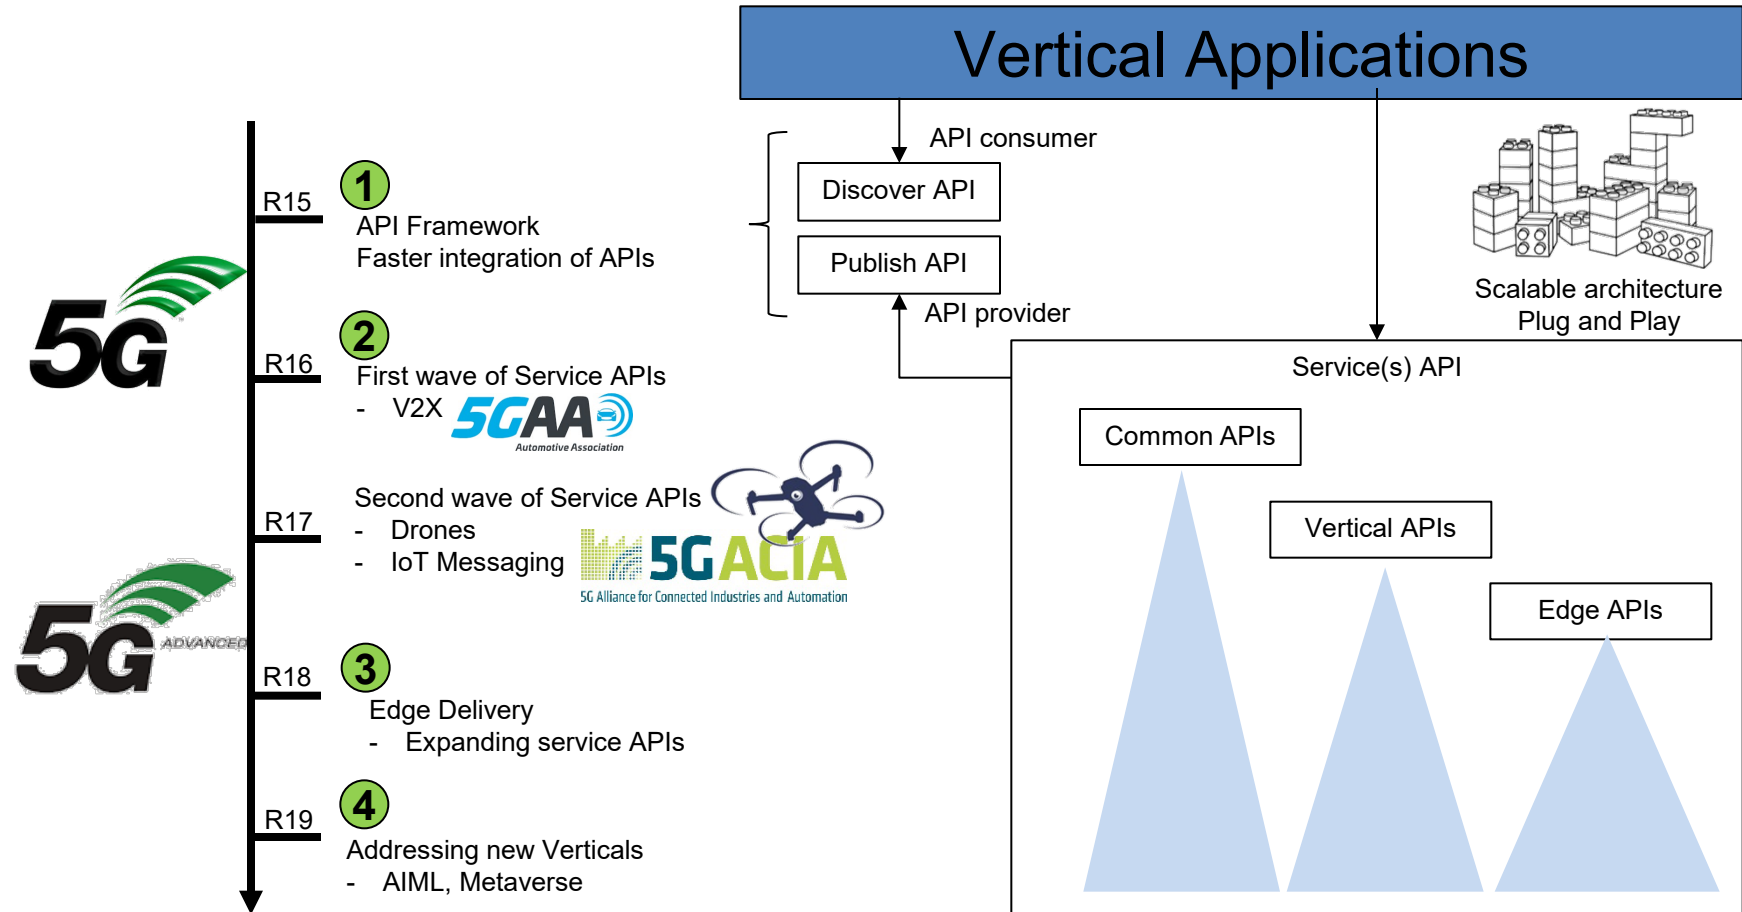 Vertical Applications
R15
1
API Framework
Faster integration of APIs
5G
R16
2
First wave of Service APIs
- V2X
5GAA
Automotive Association
R17
Second wave of Service APIs
- Drones
- IoT Messaging
5G ACIA
5G Alliance for Connected Industries and Automation
5G
ADVANCED
R18
3
Edge Delivery
- Expanding service APIs
R19
4
Addressing new Verticals
- AIML, Metaverse
API consumer
Discover API
Publish API
API provider
Scalable architecture
Plug and Play
Service(s) API
Common APIs
Vertical APIs
Edge APIs